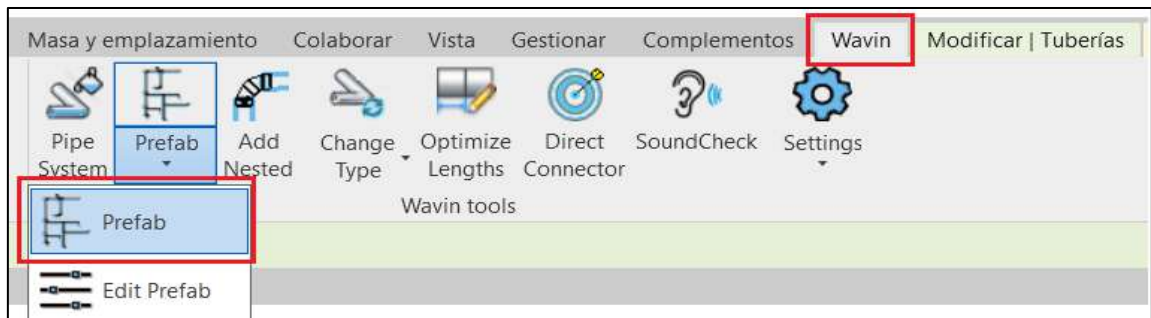 Masa y emplazamiento Colaborar Vista Gestionar Complementos Wavin Modificar | Tuberías
Pipe Prefab Add Change Optimize Direct SoundCheck Settings
System Nested Type Lengths Connector
Wavin tools
Prefab
Edit Prefab